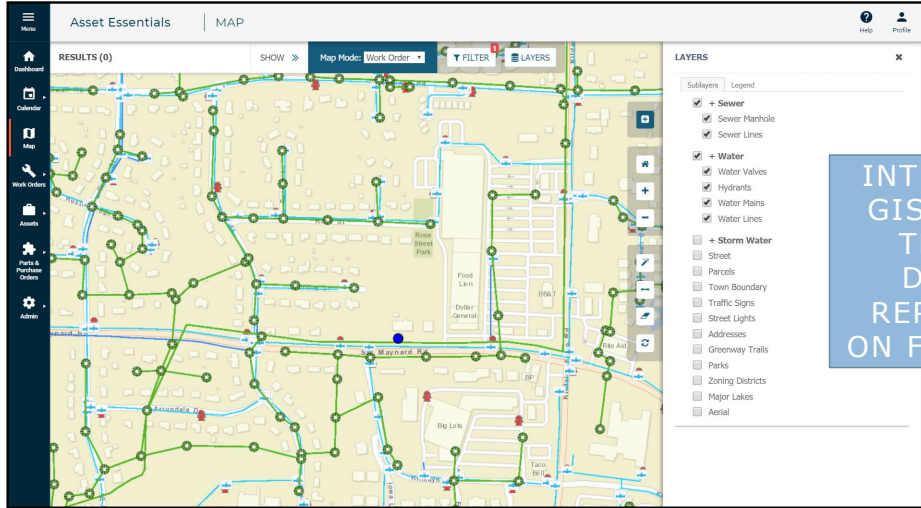 Menu
Asset Essentials
MAP
Help
Profile
Dashboard
Calendar
Map
Work Orders
Assets
Parts &
Purchase
Orders
Admin
RESULTS (0)
SHOW »
Map Mode: Work Order
FILTER
1
LAYERS
Rose
Street
Park
Food
Lion
Dollar
General
BB&T
Rite Aid
Maynard Rd
BP
Big Lots
Taco
Bell
Arrundale D
LAYERS
Sublayers
Legend
+ Sewer
Sewer Manhole
Sewer Lines
+ Water
Water Valves
Hydrants
Water Mains
Water Lines
+ Storm Water
Street
Parcels
Town Boundary
Traffic Signs
Street Lights
Addresses
Greenway Trails
Parks
Zoning Districts
Major Lakes
Aerial
INT
GIS
T
D
REP
ON F